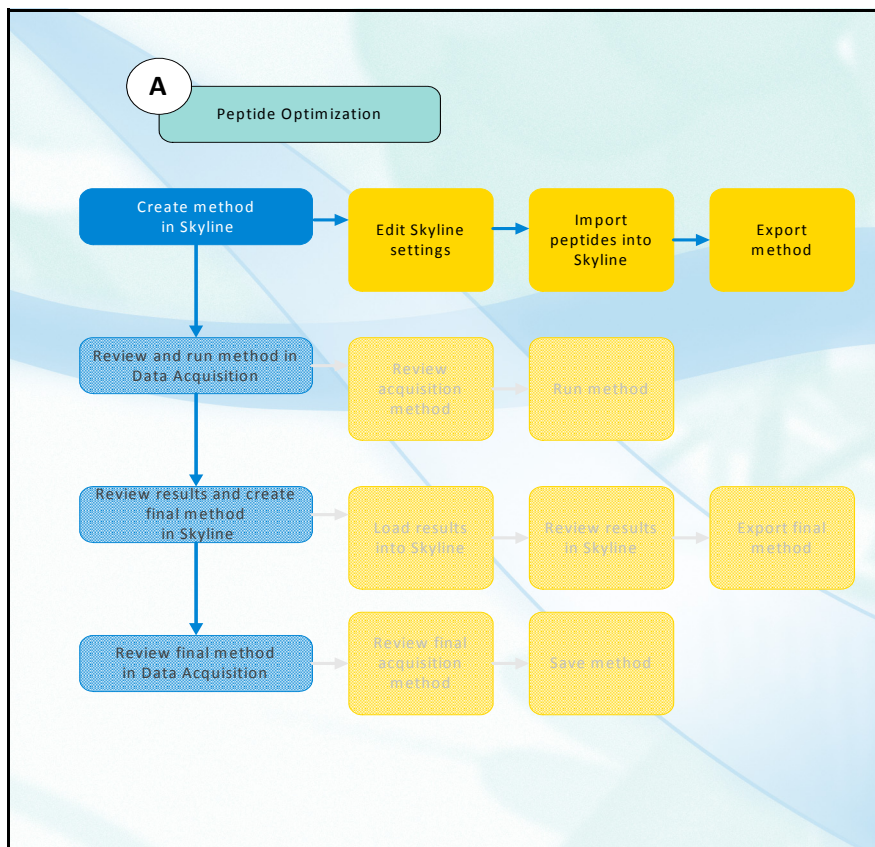 A
Peptide Optimization
Create method
in Skyline
Edit Skyline
settings
Import
peptides into
Skyline
Export
method
Review and run method in
Data Acquisition
Review
acquisition
method
Run method
Review results and create
final method
in Skyline
Load results
into Skyline
Review results
in Skyline
Export final
method
Review final method
in Data Acquisition
Review final
acquisition
method
Save method